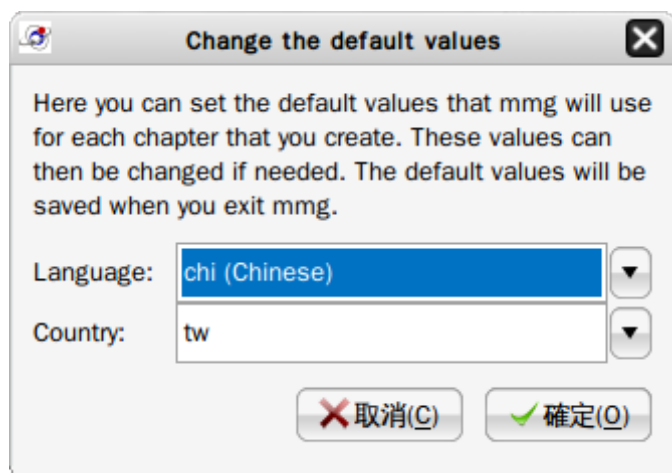 Change the default values
Here you can set the default values that mmg will use
for each chapter that you create. These values can
then be changed if needed. The default values will be
saved when you exit mmg.
Language: chi (Chinese)
Country: tw
取消(C) 確定(O)